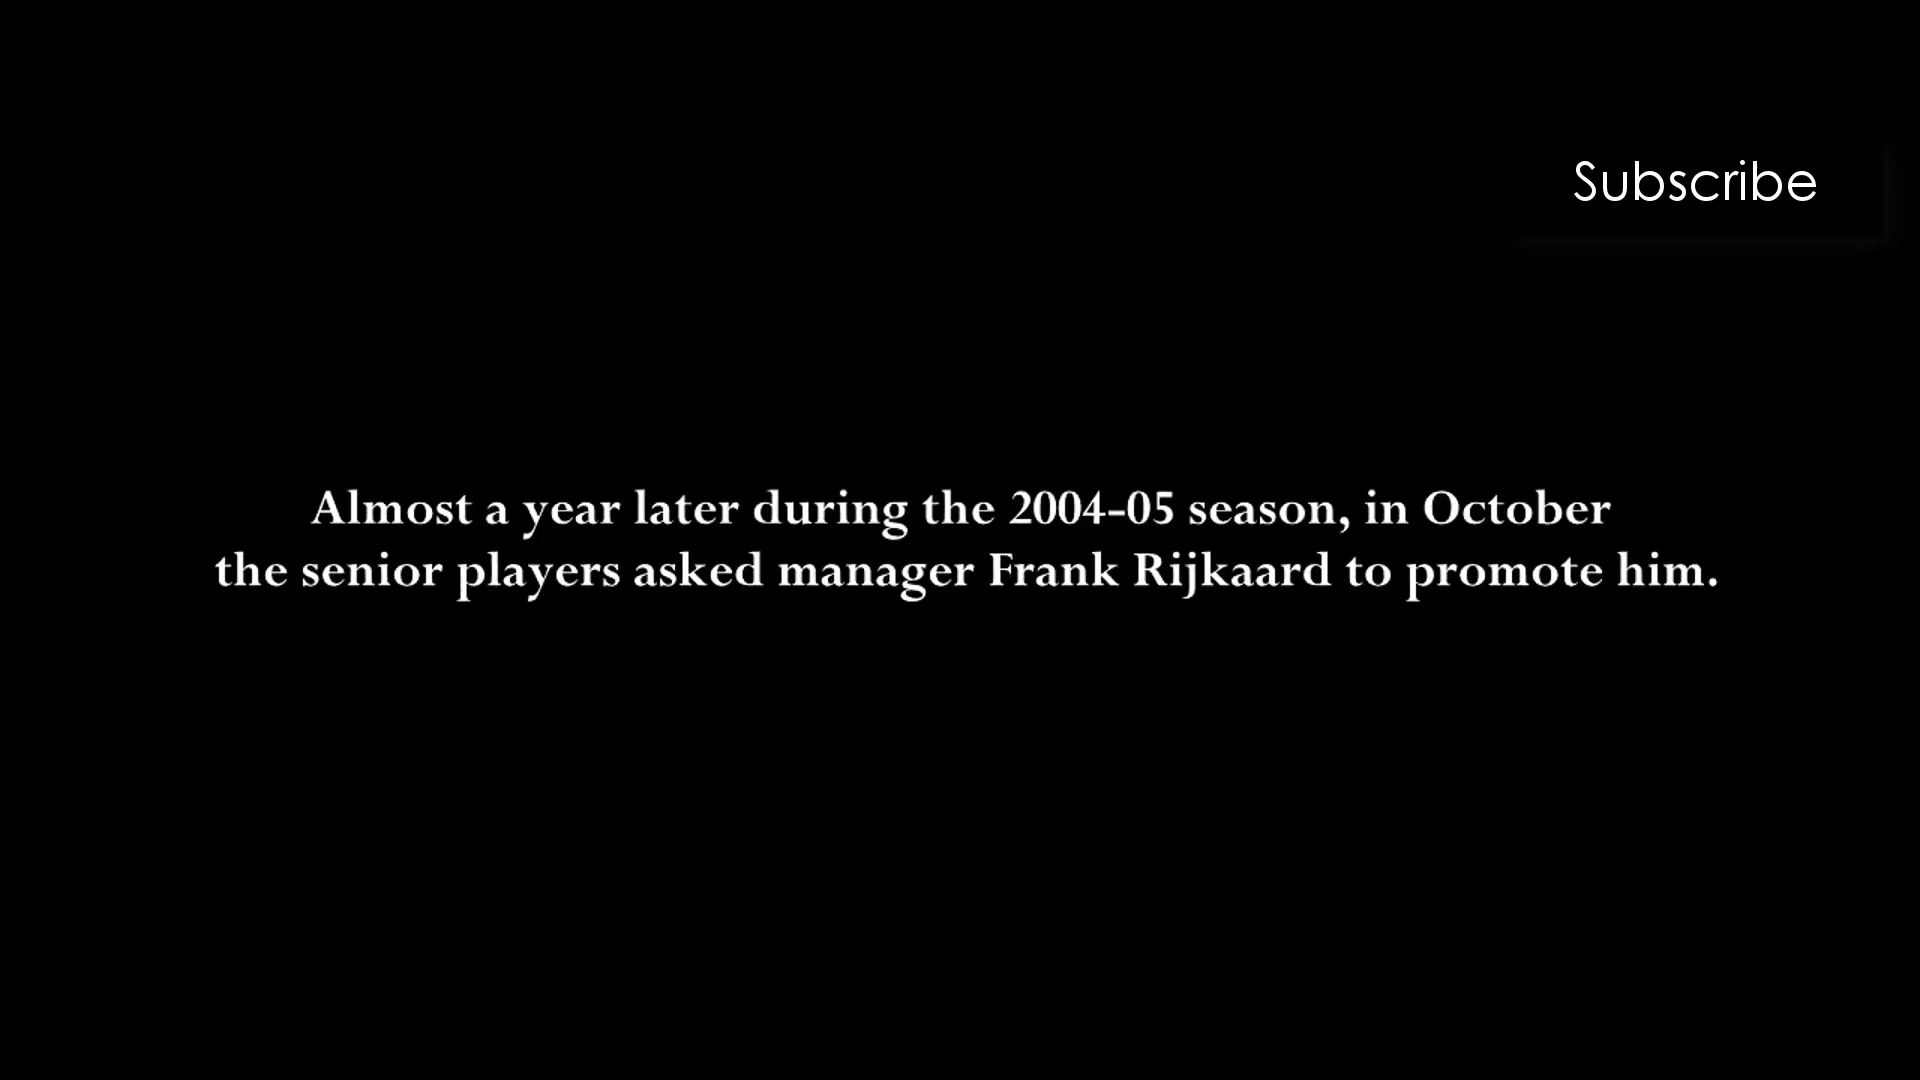 Subscribe
Almost a year later during the 2004-05 season, in October
the senior players asked manager Frank Rijkaard to promote him.